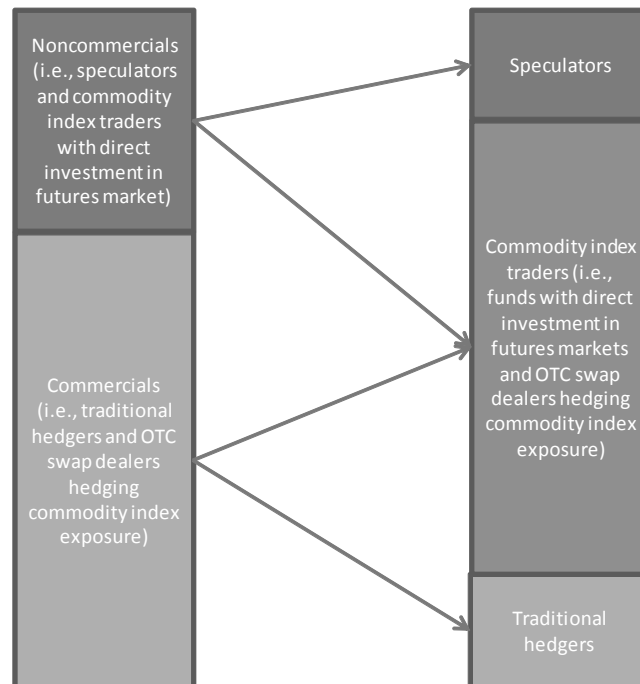 Noncommercials
(i.e., speculators
and commodity
index traders
with direct
investment in
futures market)
Commercials
(i.e., traditional
hedgers and OTC
swap dealers
hedging
commodity index
exposure)
Speculators
Commodity index
traders (i.e.,
funds with direct
investment in
futures markets
and OTC swap
dealers hedging
commodity index
exposure)
Traditional
hedgers